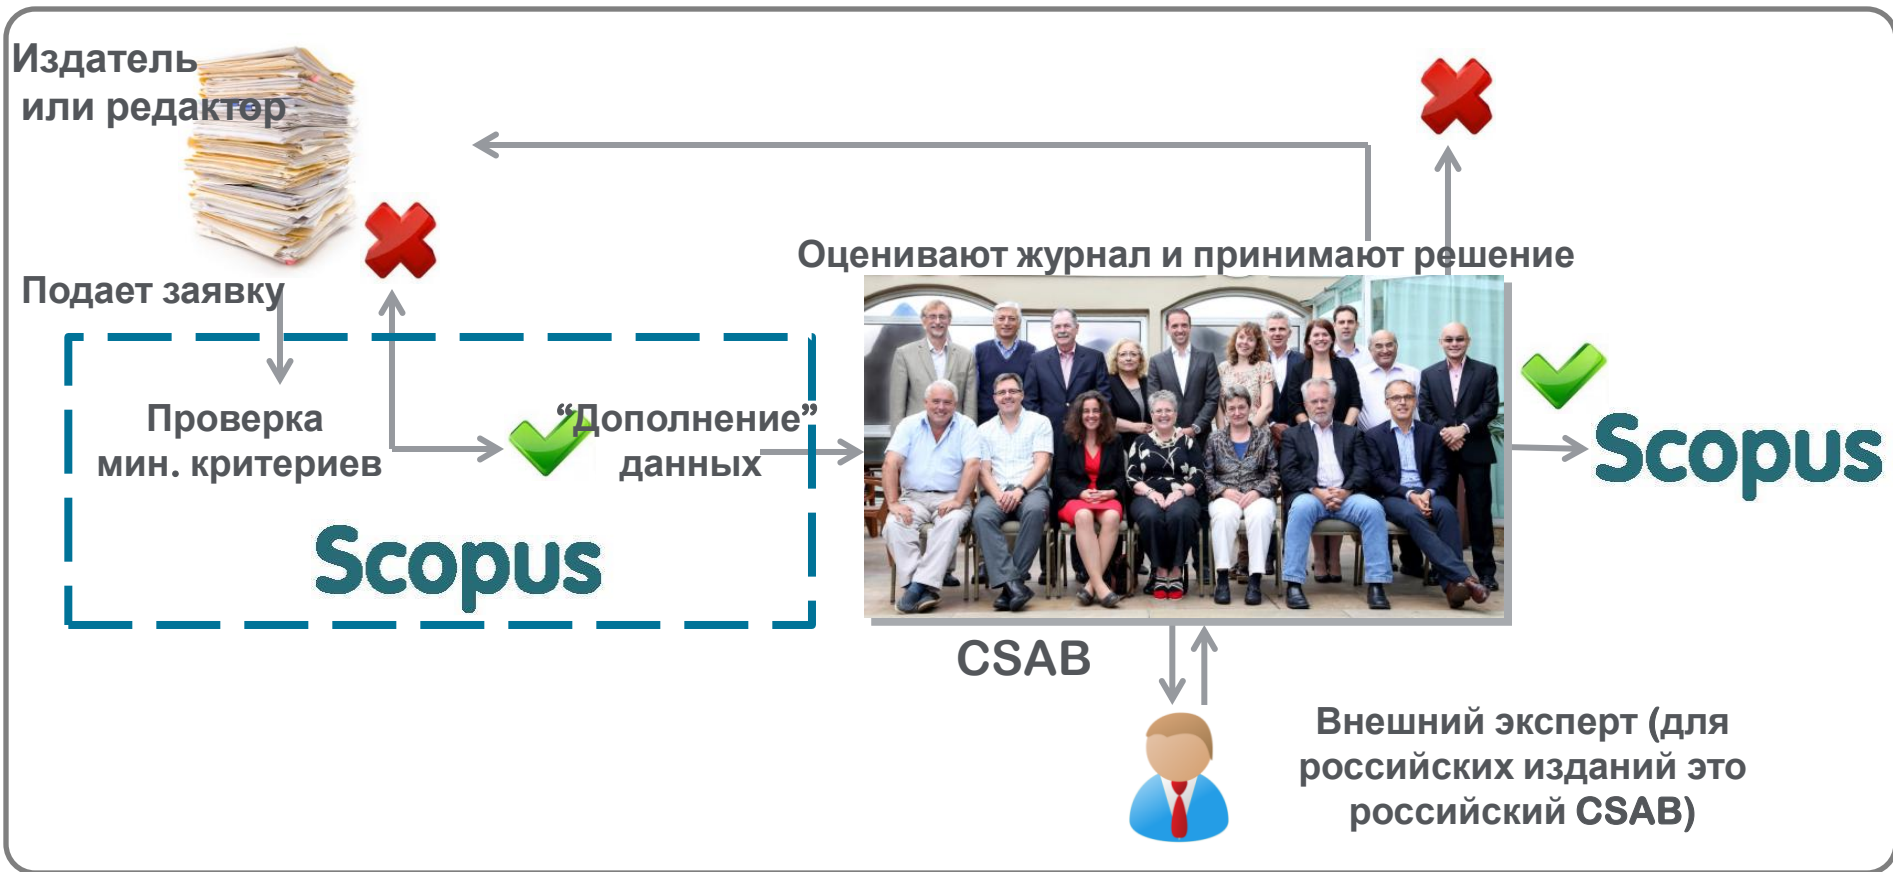 Издатель
или редактор
Подает заявку
Проверка
мин. критериев
“Дополнение”
данных
Scopus
Оценивают журнал и принимают решение
CSAB
Scopus
Внешний эксперт (для
российских изданий это
российский CSAB)